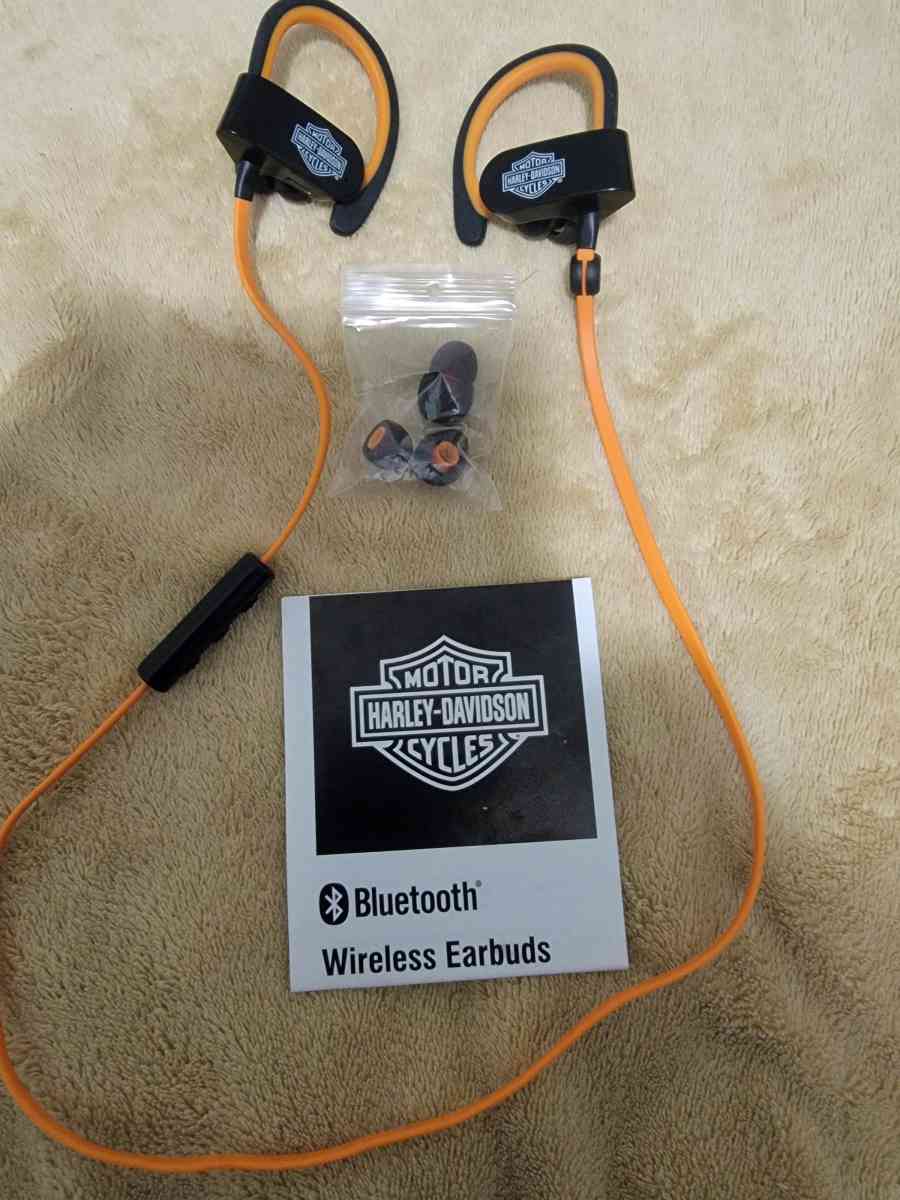 MOTOR
HARLEY-DAVIDSON
CYCLES
MOTOR
HARLEY-DAVIDSON
CYCLES
MOTOR
HARLEY-DAVIDSON
CYCLES
Bluetooth®
Wireless Earbuds